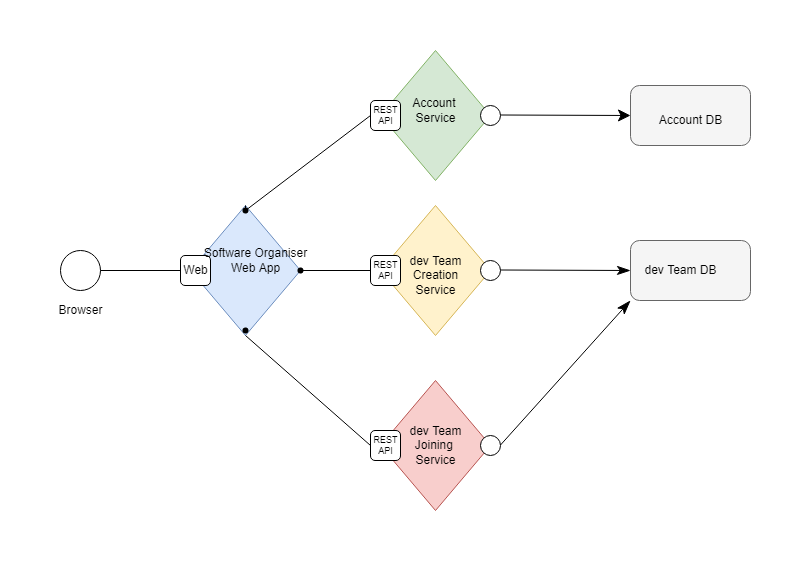 REST
API
Account
Service
Account DB
Software Organiser
Web App
Web
Browser
REST
API
dev Team
Creation
Service
dev Team DB
REST
API
dev Team
Joining
Service